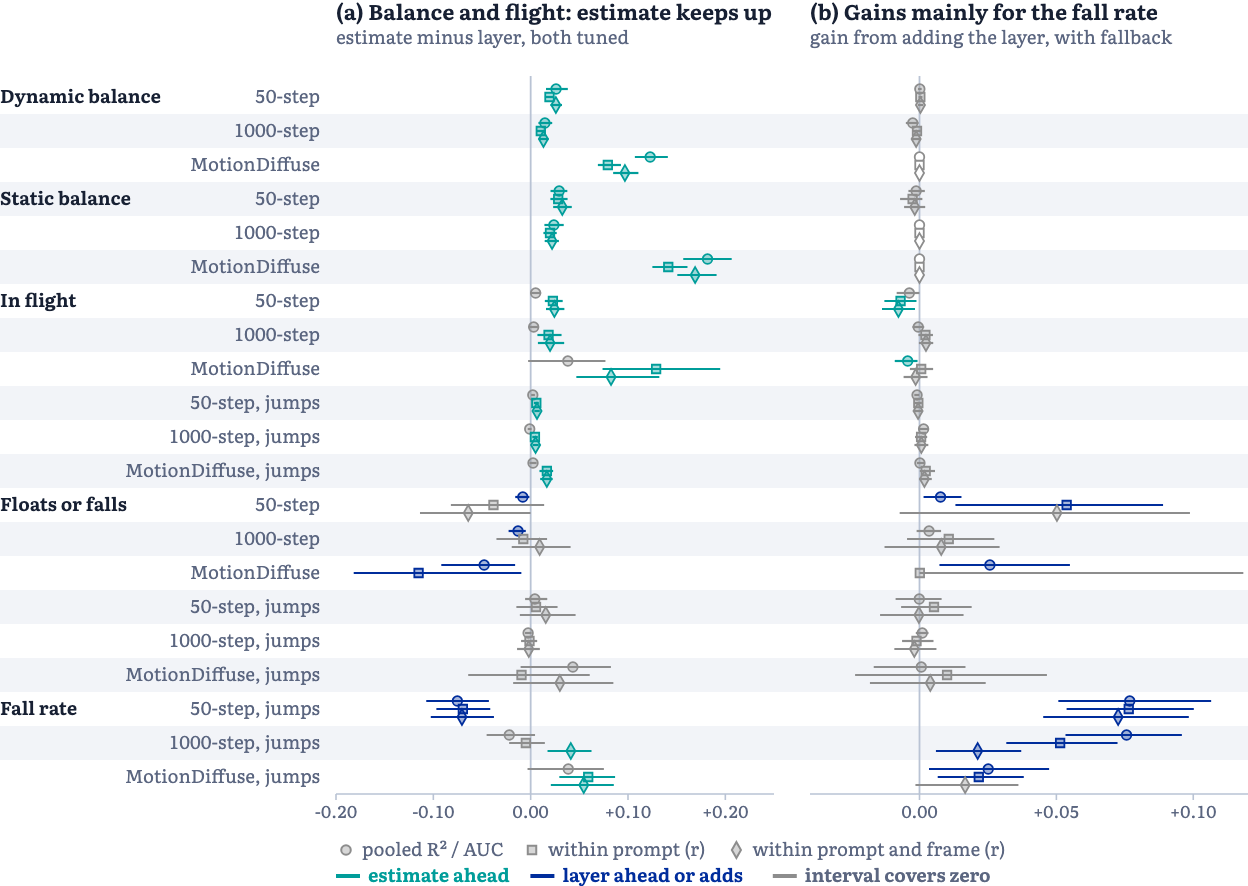 (a) Balance and flight: estimate keeps up
estimate minus layer, both tuned
(b) Gains mainly for the fall rate
gain from adding the layer, with fallback
Dynamic balance 50-step
1000-step
MotionDiffuse
Static balance 50-step
1000-step
MotionDiffuse
In flight 50-step
1000-step
MotionDiffuse
50-step, jumps
1000-step, jumps
MotionDiffuse, jumps
Floats or falls 50-step
1000-step
MotionDiffuse
50-step, jumps
1000-step, jumps
MotionDiffuse, jumps
Fall rate 50-step, jumps
1000-step, jumps
MotionDiffuse, jumps
-0.20 -0.10 0.00 +0.10 +0.20
0.00 +0.05 +0.10
pooled R² / AUC within prompt (r) within prompt and frame (r)
estimate ahead layer ahead or adds interval covers zero